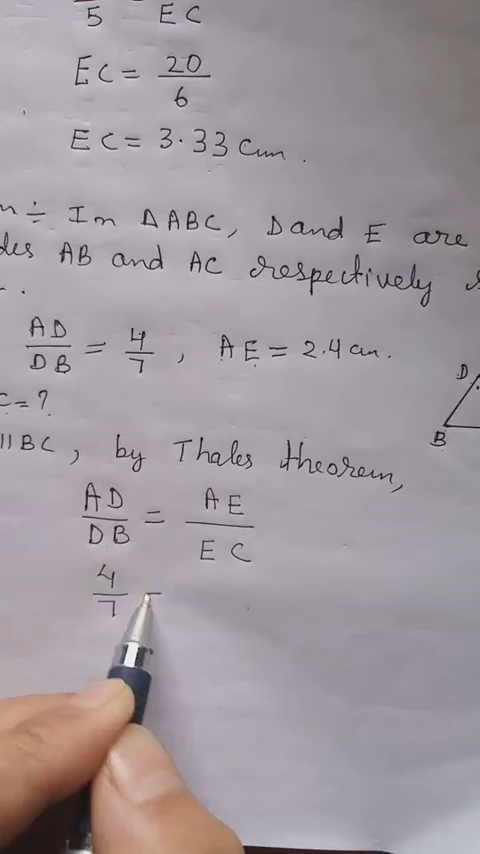 5 EC
EC = 20/6
EC = 3.33 cm.
÷ In ΔABC, D and E are
AB and AC respectively
AD/DB = 4/7, AE = 2.4 cm.
D
C = ?
B
||BC, by Thales theorem,
AD/DB = AE/EC
4/7 =